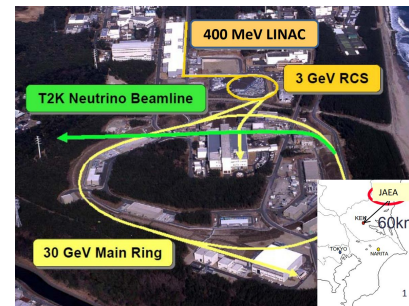 400 MeV LINAC
3 GeV RCS
T2K Neutrino Beamline
JAEA
KEK
60km
TOKYO
NARITA
30 GeV Main Ring
1